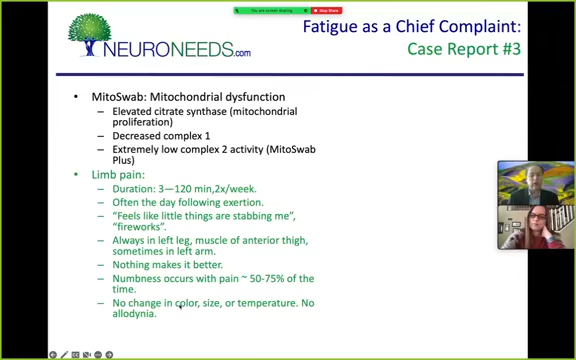 You are screen sharing
Stop Share
NEURONEEDS.com
Fatigue as a Chief Complaint:
Case Report #3
• MitoSwab: Mitochondrial dysfunction
– Elevated citrate synthase (mitochondrial
proliferation)
– Decreased complex 1
– Extremely low complex 2 activity (MitoSwab
Plus)
• Limb pain:
– Duration: 3—120 min,2x/week.
– Often the day following exertion.
– “Feels like little things are stabbing me”,
“fireworks”.
– Always in left leg, muscle of anterior thigh,
sometimes in left arm.
– Nothing makes it better.
– Numbness occurs with pain ~ 50-75% of the
time.
– No change in color, size, or temperature. No
allodynia.